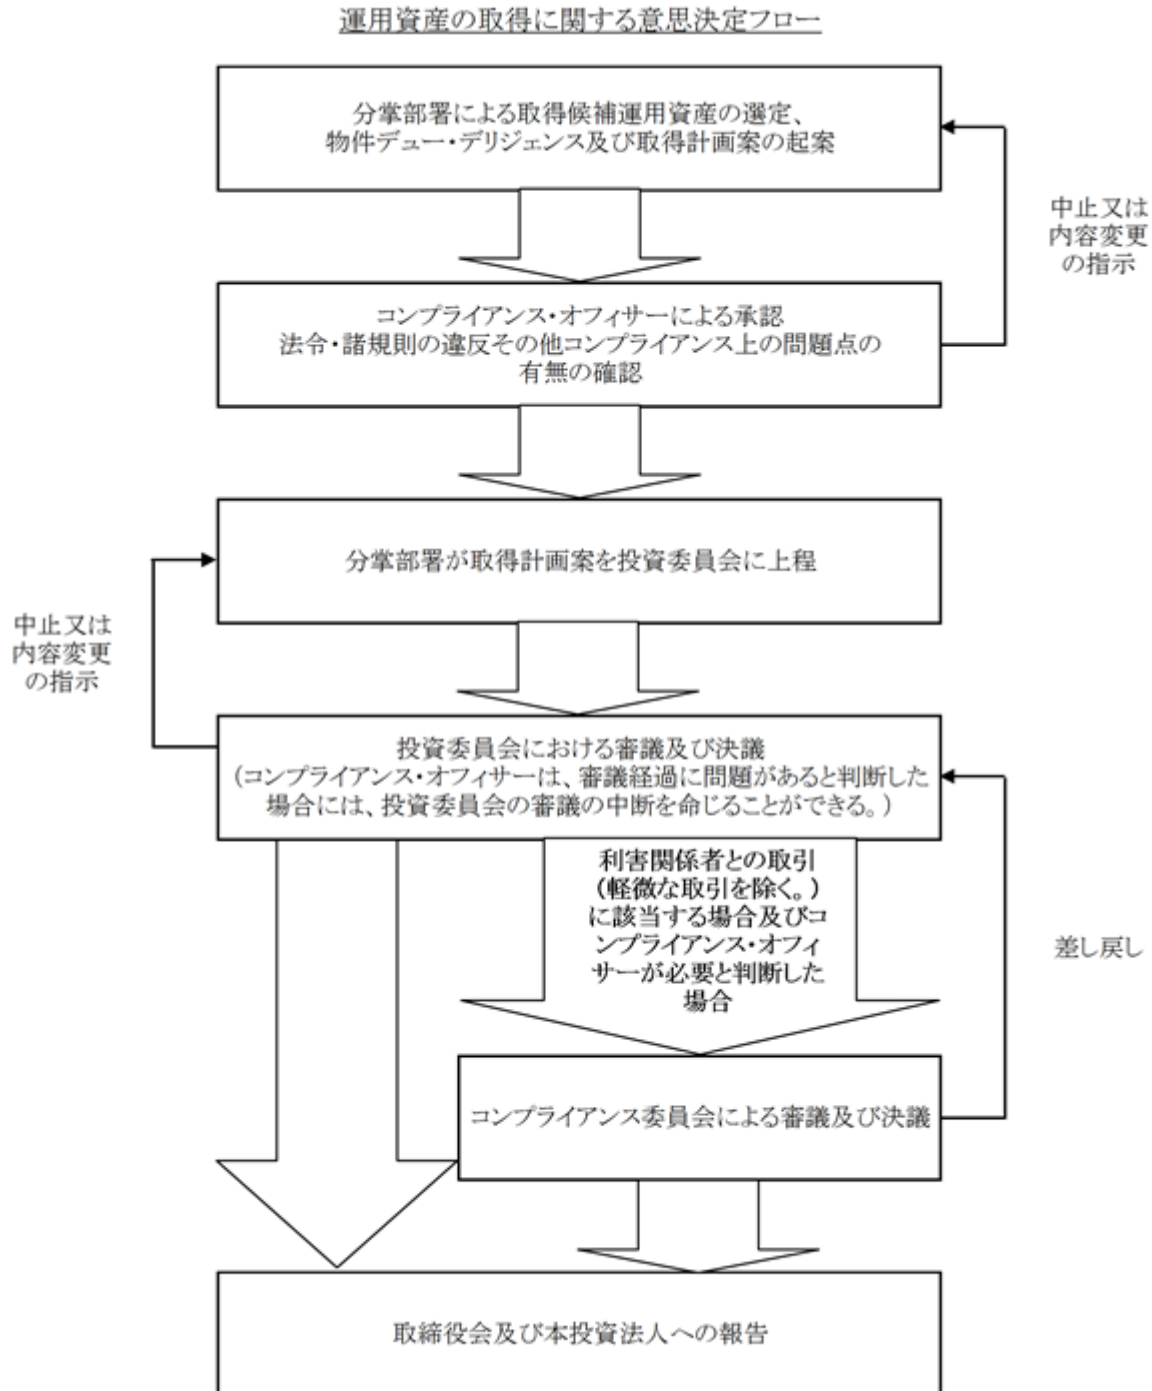 運用資産の取得に関する意思決定フロー
分掌部署による取得候補運用資産の選定、
物件デュー・デリジェンス及び取得計画案の起案
中止又は
内容変更
の指示
コンプライアンス・オフィサーによる承認
法令・諸規則の違反その他コンプライアンス上の問題点の
有無の確認
分掌部署が取得計画案を投資委員会に上程
中止又は
内容変更
の指示
投資委員会における審議及び決議
(コンプライアンス・オフィサーは、審議経過に問題があると判断した
場合には、投資委員会の審議の中断を命じることができる。)
利害関係者との取引
(軽微な取引を除く。)
に該当する場合及びコ
ンプライアンス・オフィ
サーが必要と判断した
場合
差し戻し
コンプライアンス委員会による審議及び決議
取締役会及び本投資法人への報告